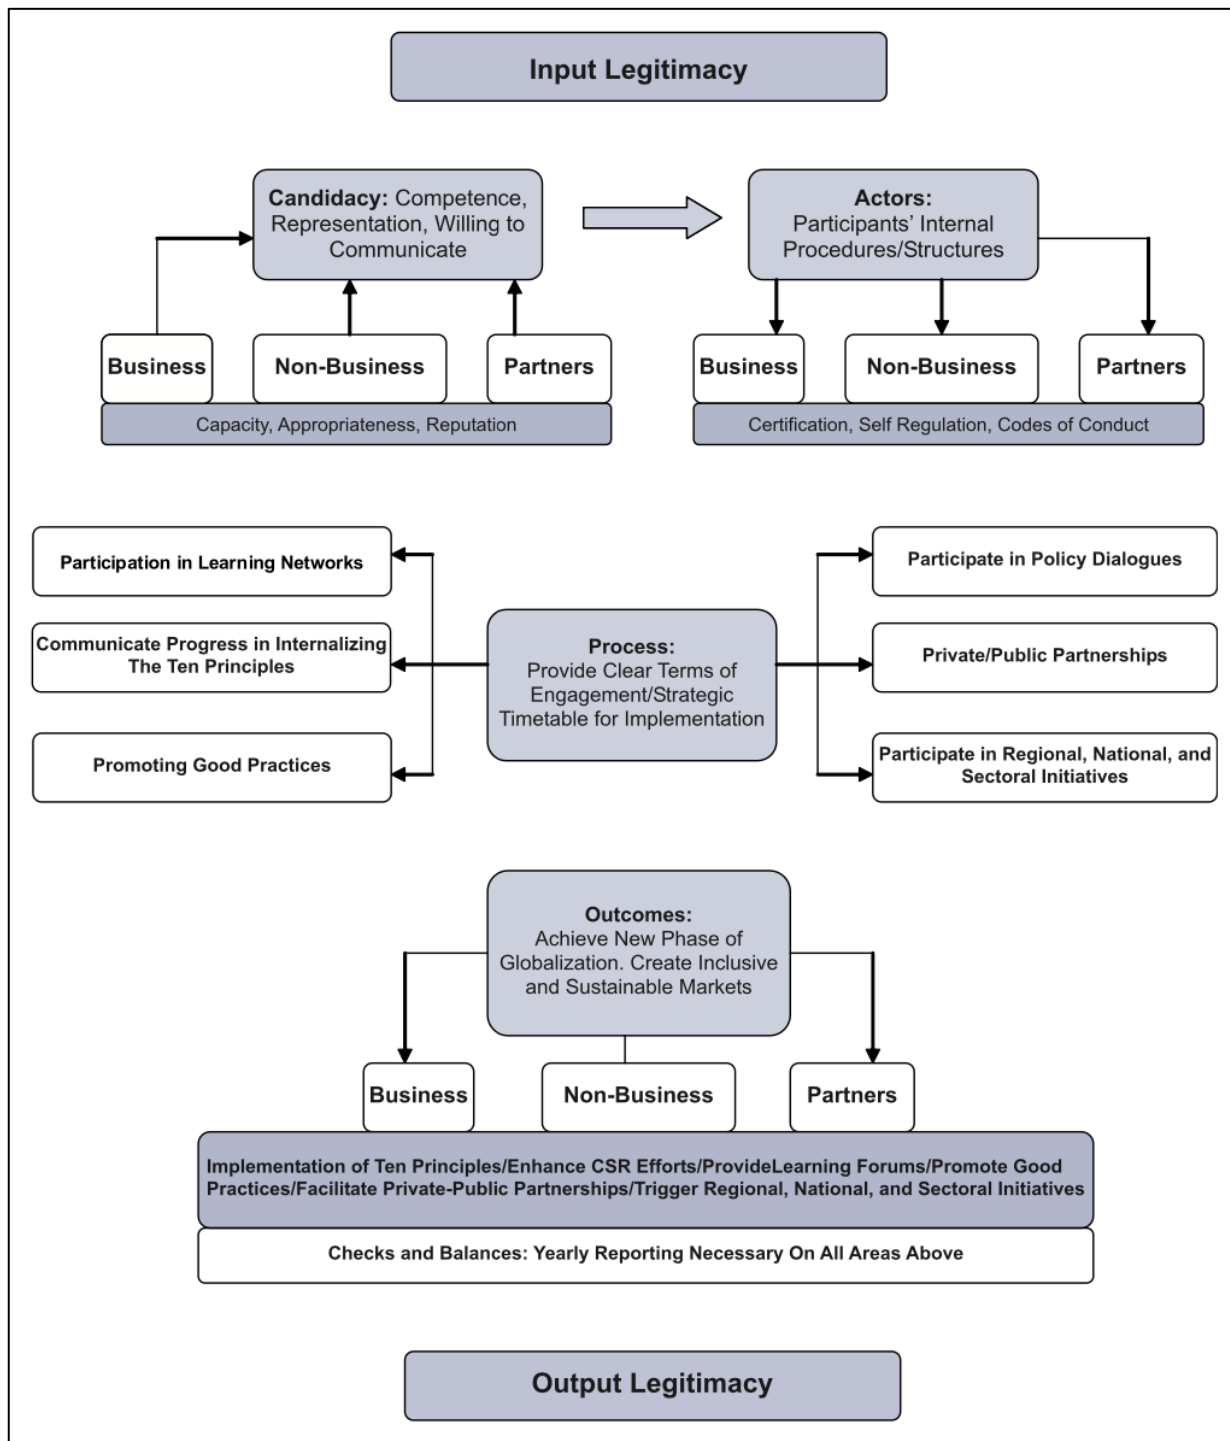 Input Legitimacy
Candidacy: Competence,
Representation, Willing to
Communicate
Actors:
Participants' Internal
Procedures/Structures
Business
Non-Business
Partners
Capacity, Appropriateness, Reputation
Business
Non-Business
Partners
Certification, Self Regulation, Codes of Conduct
Participation in Learning Networks
Communicate Progress in Internalizing
The Ten Principles
Promoting Good Practices
Process:
Provide Clear Terms of
Engagement/Strategic
Timetable for Implementation
Participate in Policy Dialogues
Private/Public Partnerships
Participate in Regional, National, and
Sectoral Initiatives
Outcomes:
Achieve New Phase of
Globalization. Create Inclusive
and Sustainable Markets
Business
Non-Business
Partners
Implementation of Ten Principles/Enhance CSR Efforts/ProvideLearning Forums/Promote Good
Practices/Facilitate Private-Public Partnerships/Trigger Regional, National, and Sectoral Initiatives
Checks and Balances: Yearly Reporting Necessary On All Areas Above
Output Legitimacy